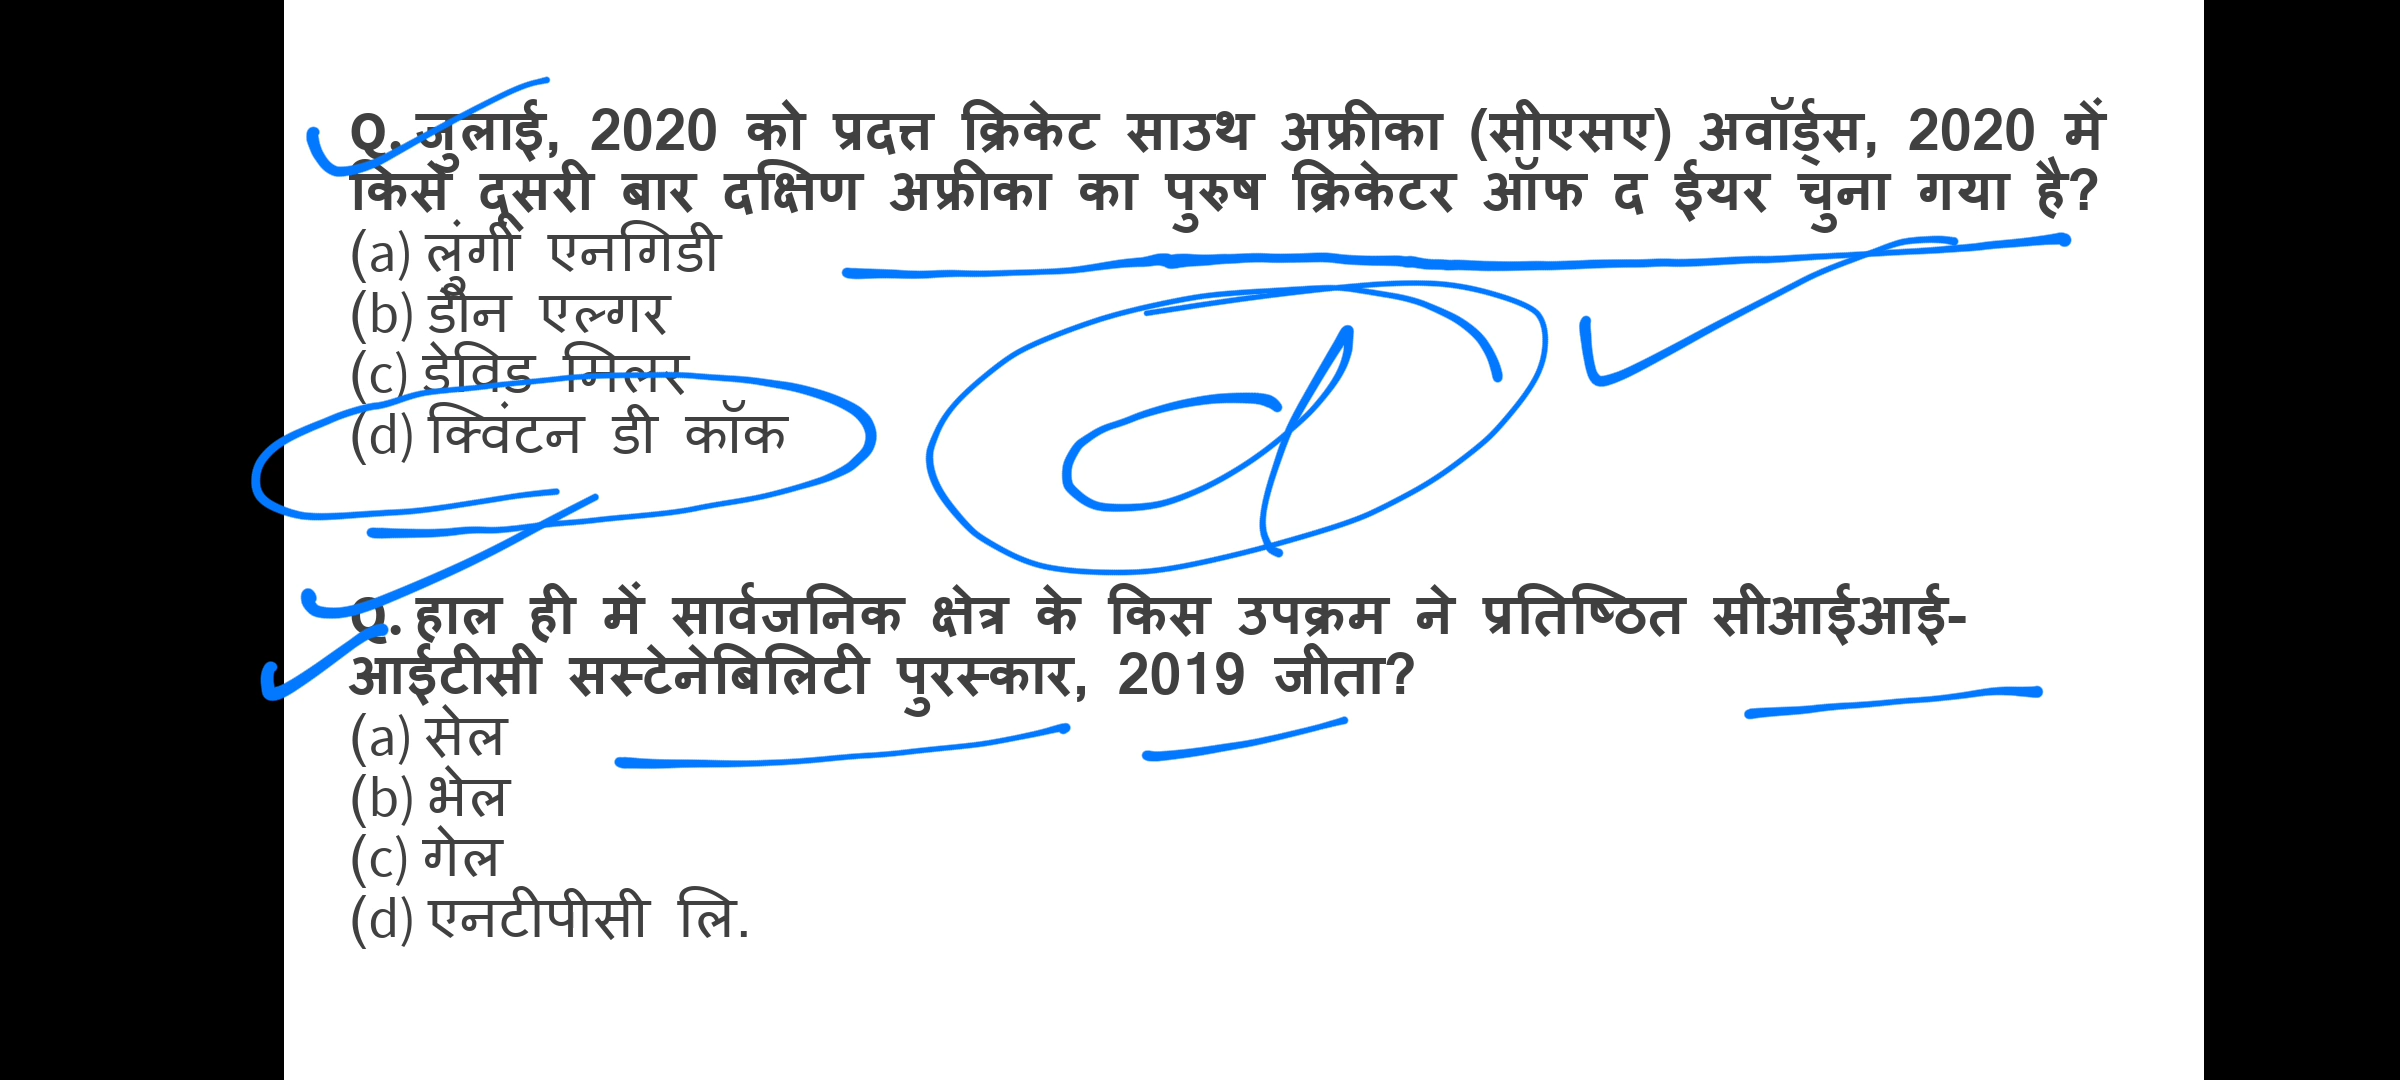 Q. जुलाई, 2020 को प्रदत्त क्रिकेट साउथ अफ्रीका (सीएसए) अवॉर्ड्स, 2020 में
किसे दूसरी बार दक्षिण अफ्रीका का पुरुष क्रिकेटर ऑफ द ईयर चुना गया है?
(a) लुंगी एनगिडी
(b) डीन एल्गर
(c) डेविड मिलर
(d) क्विंटन डी कॉक
d
Q. हाल ही में सार्वजनिक क्षेत्र के किस उपक्रम ने प्रतिष्ठित सीआईआई-
आईटीसी सस्टेनेबिलिटी पुरस्कार, 2019 जीता?
(a) सेल
(b) भेल
(c) गेल
(d) एनटीपीसी लि.